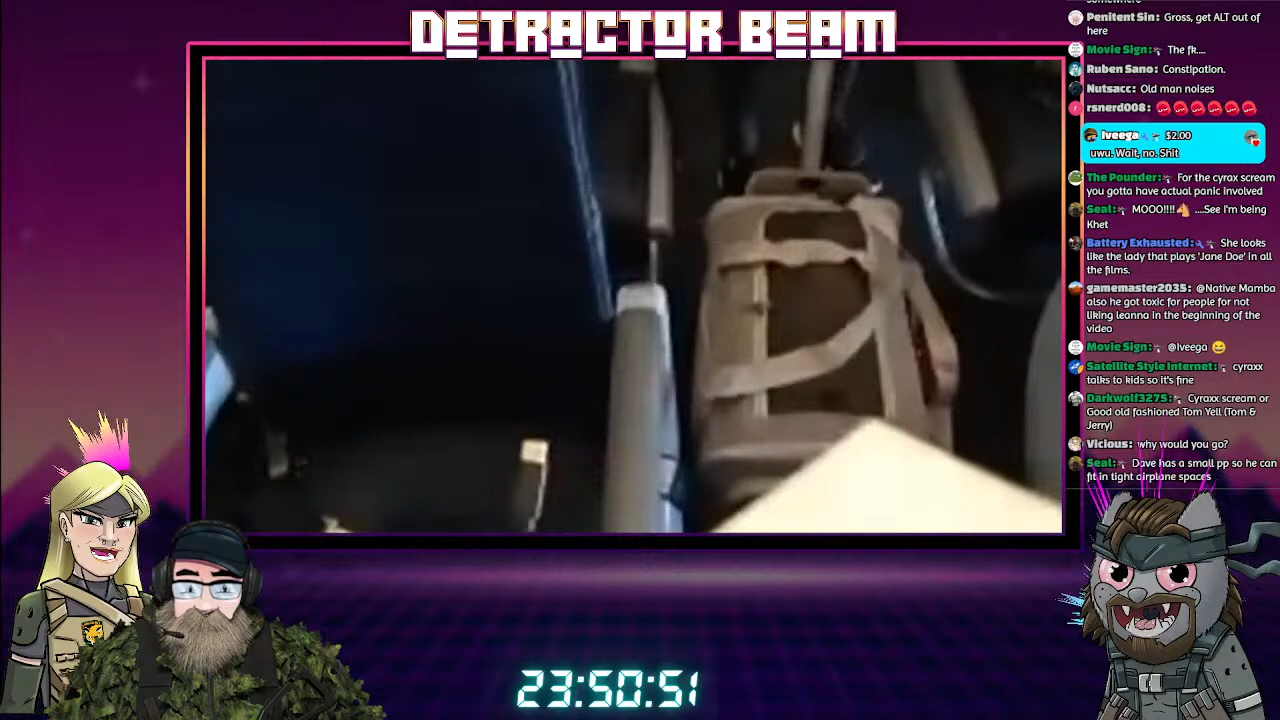 DETRACTOR BEAM
somewhere
Penitent Sin: Gross, get ALT out of
here
Movie Sign: The fk....
Ruben Sano: Constipation.
Nutsacc: Old man noises
rsnerd008:
Iveega $2.00
uwu. Wait, no. Shit
The Pounder: For the cyrax scream
you gotta have actual panic involved
Seal: MOOO!!!! ....See I'm being
Khet
Battery Exhausted: She looks
like the lady that plays 'Jane Doe' in all
the films.
gamemaster2035: @Native Mamba
also he got toxic for people for not
liking leanna in the beginning of the
video
Movie Sign: @Iveega
Satellite Style Internet: cyraxx
talks to kids so it's fine
Darkwolf3275: Cyraxx scream or
Good old fashioned Tom Yell (Tom &
Jerry)
Vicious: why would you go?
Seal: Dave has a small pp so he can
fit in tight airplane spaces
23:50:51